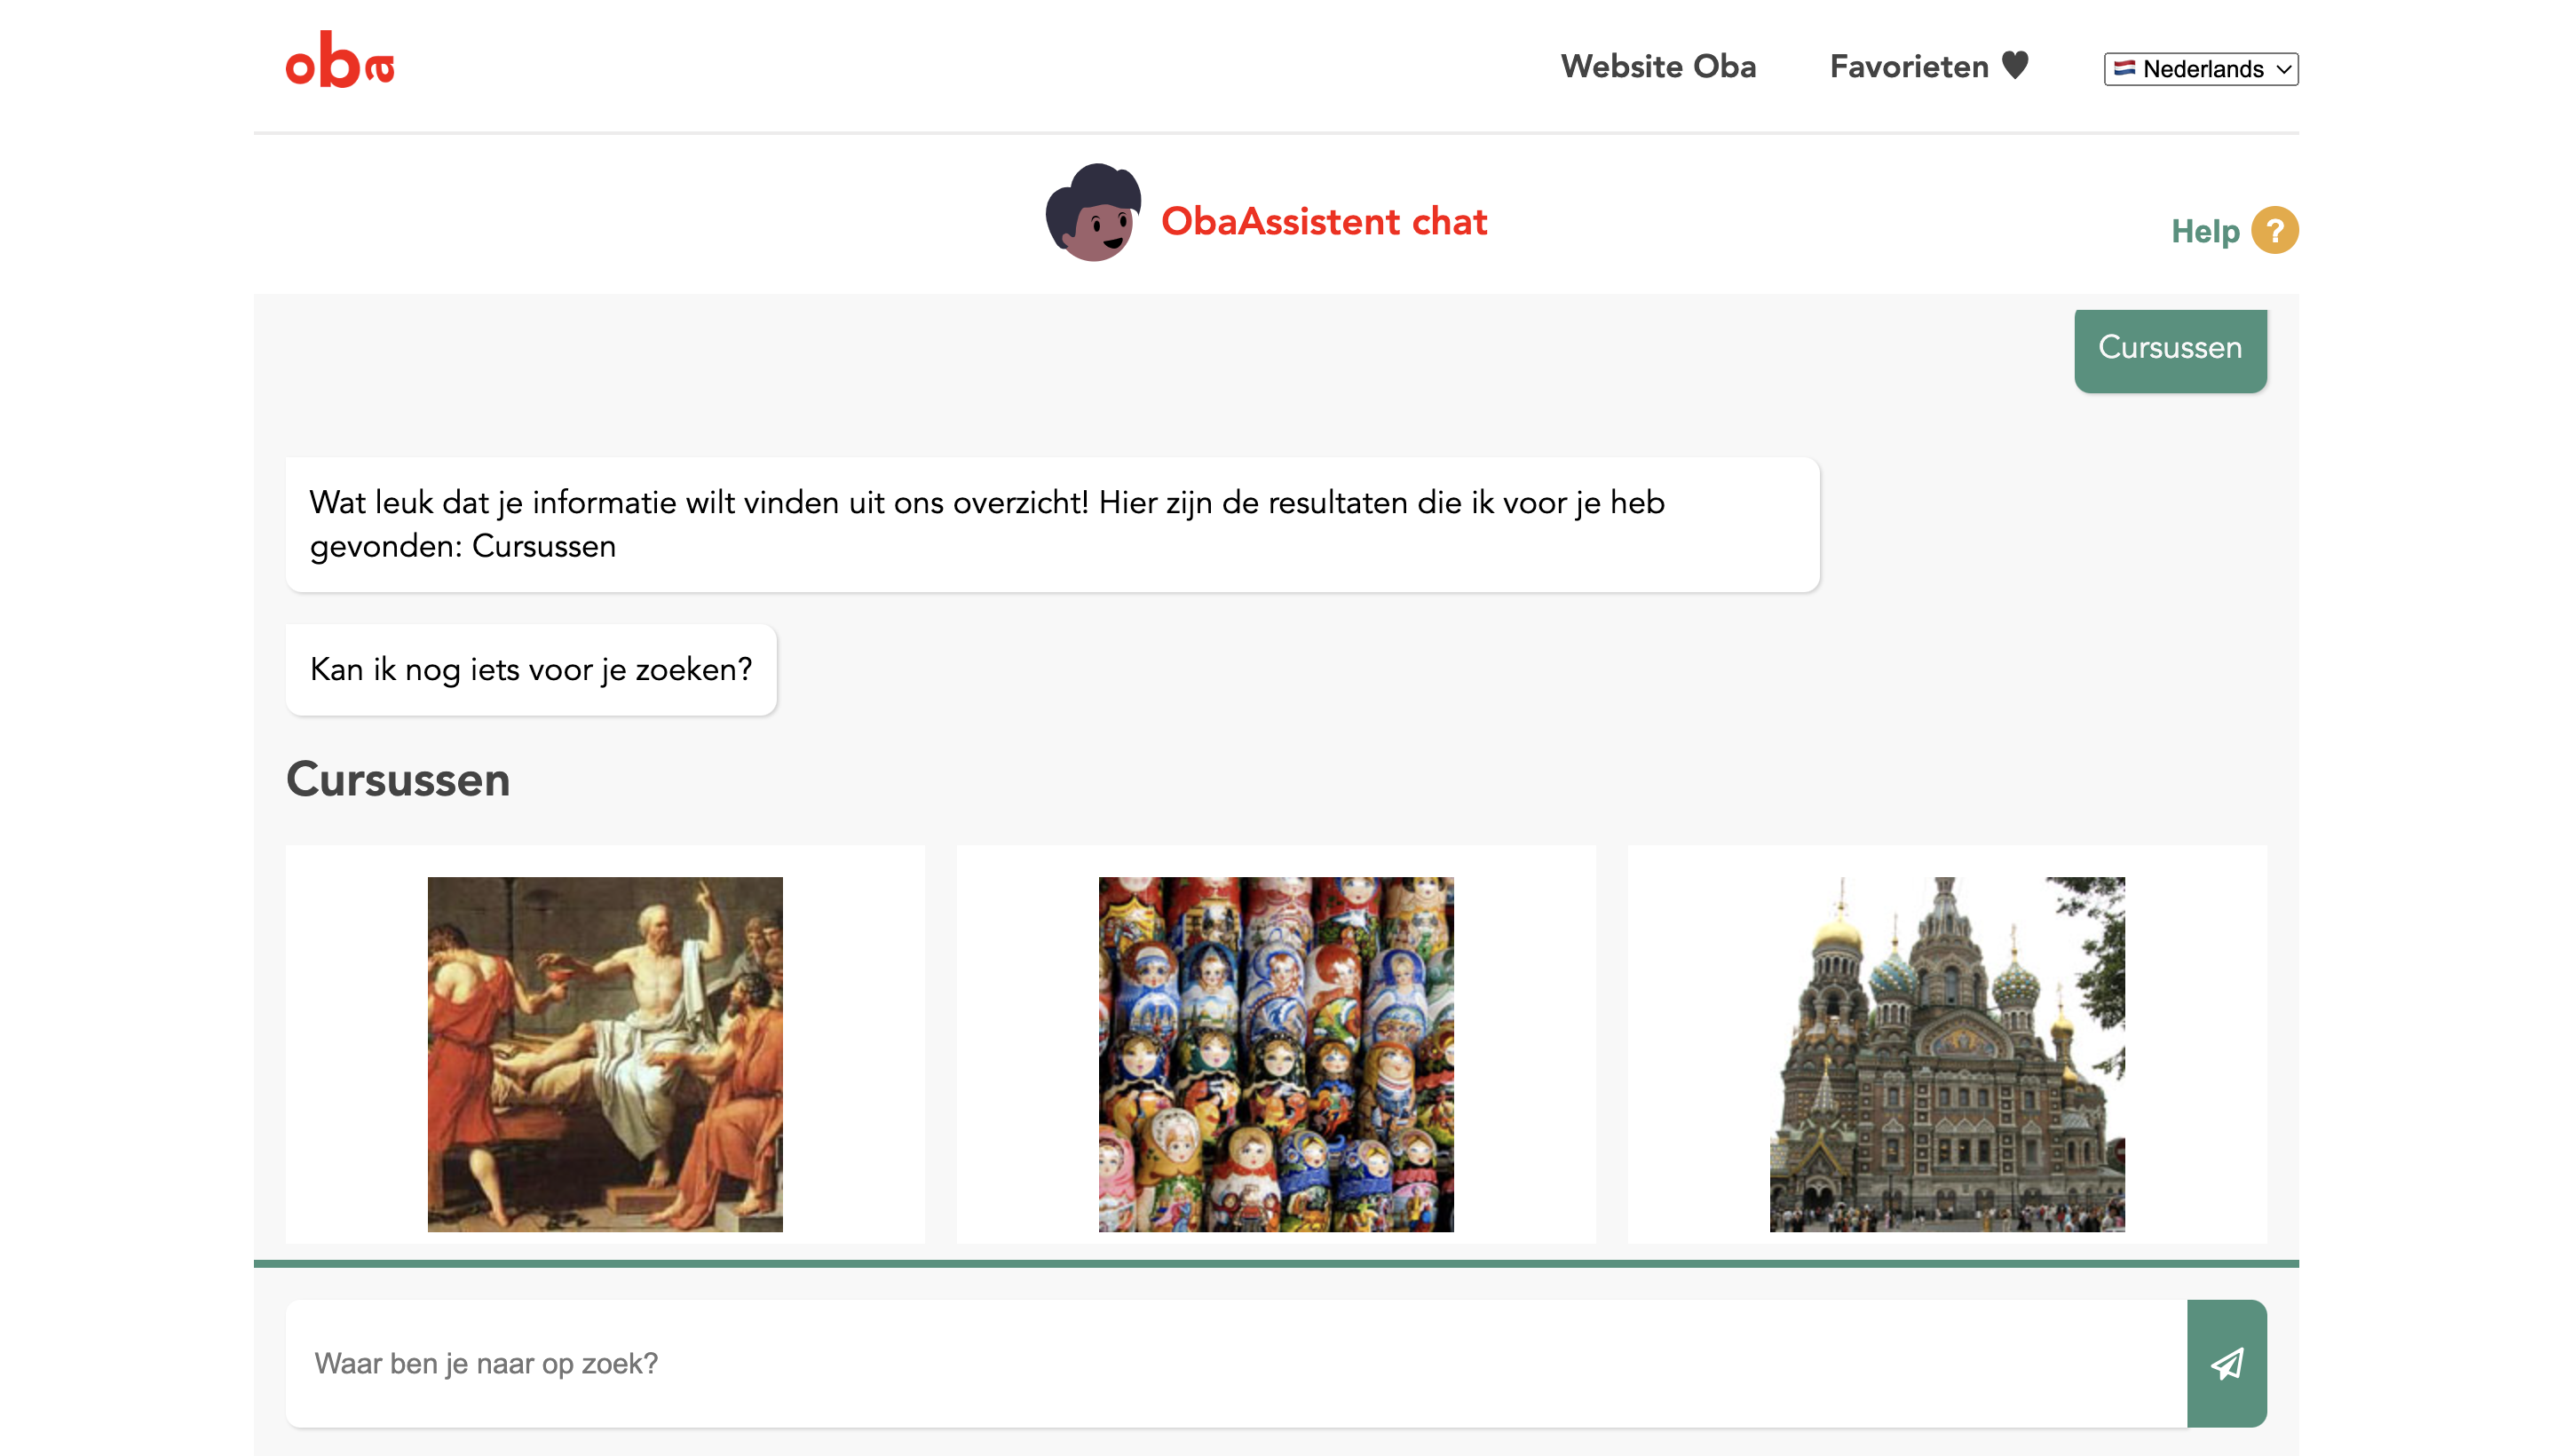 oba
Website Oba
Favorieten
Nederlands
ObaAssistent chat
Help ?
Cursussen
Wat leuk dat je informatie wilt vinden uit ons overzicht! Hier zijn de resultaten die ik voor je heb
gevonden: Cursussen
Kan ik nog iets voor je zoeken?
Cursussen
Waar ben je naar op zoek?